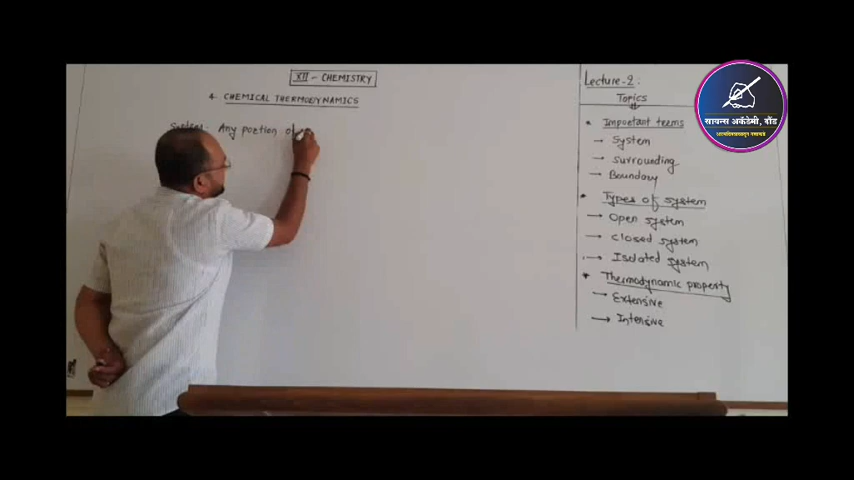 XII - CHEMISTRY
4. CHEMICAL THERMODYNAMICS
System: Any portion of
Lecture-2
Topics
Important terms
→ System
→ Surrounding
→ Boundary
Types of system
→ Open system
→ closed system
→ Isolated system
* Thermodynamic property
→ Extensive
→ Intensive
सायन्स अकॅडेमी, दौंड